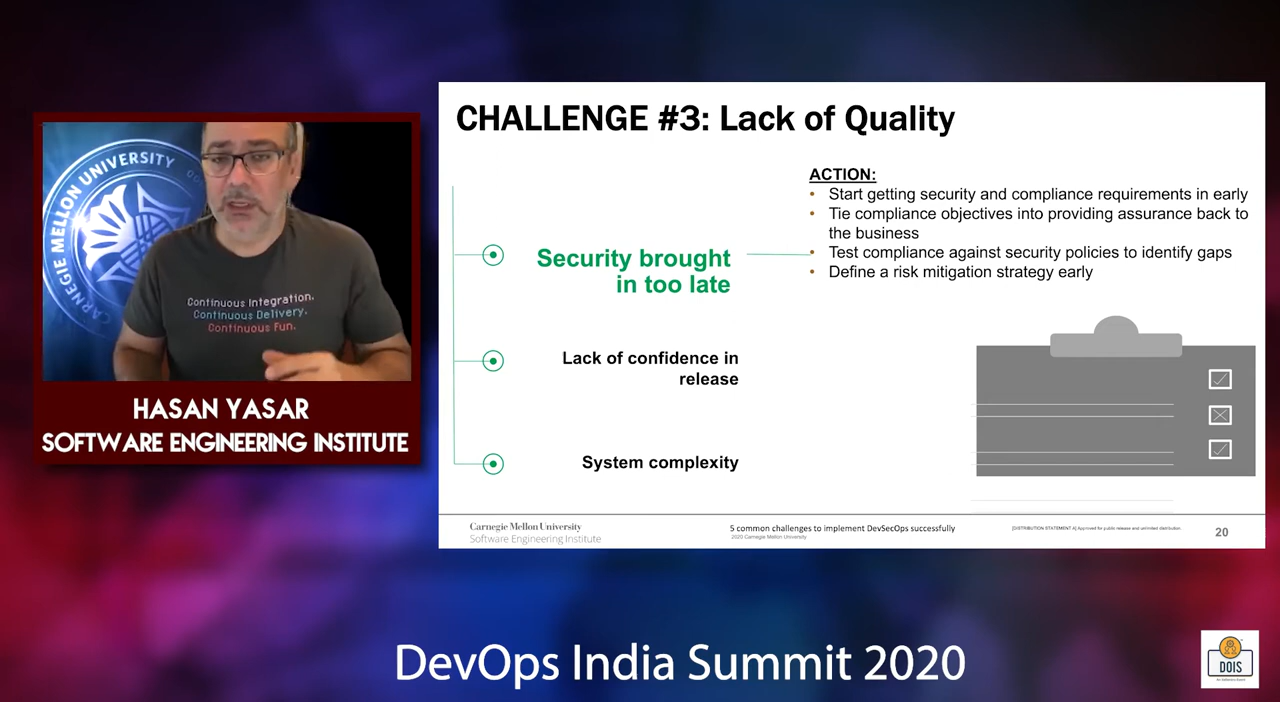 CARNEGIE MELLON UNIVERSITY
Continuous Integration.
Continuous Delivery.
Continuous Fun.
HASAN YASAR
SOFTWARE ENGINEERING INSTITUTE
CHALLENGE #3: Lack of Quality
Security brought
in too late
Lack of confidence in
release
System complexity
ACTION:
• Start getting security and compliance requirements in early
• Tie compliance objectives into providing assurance back to
the business
• Test compliance against security policies to identify gaps
• Define a risk mitigation strategy early
Carnegie Mellon University
Software Engineering Institute
5 common challenges to implement DevSecOps successfully
2020 Carnegie Mellon University
[DISTRIBUTION STATEMENT A] Approved for public release and unlimited distribution.
20
DevOps India Summit 2020
DOIS